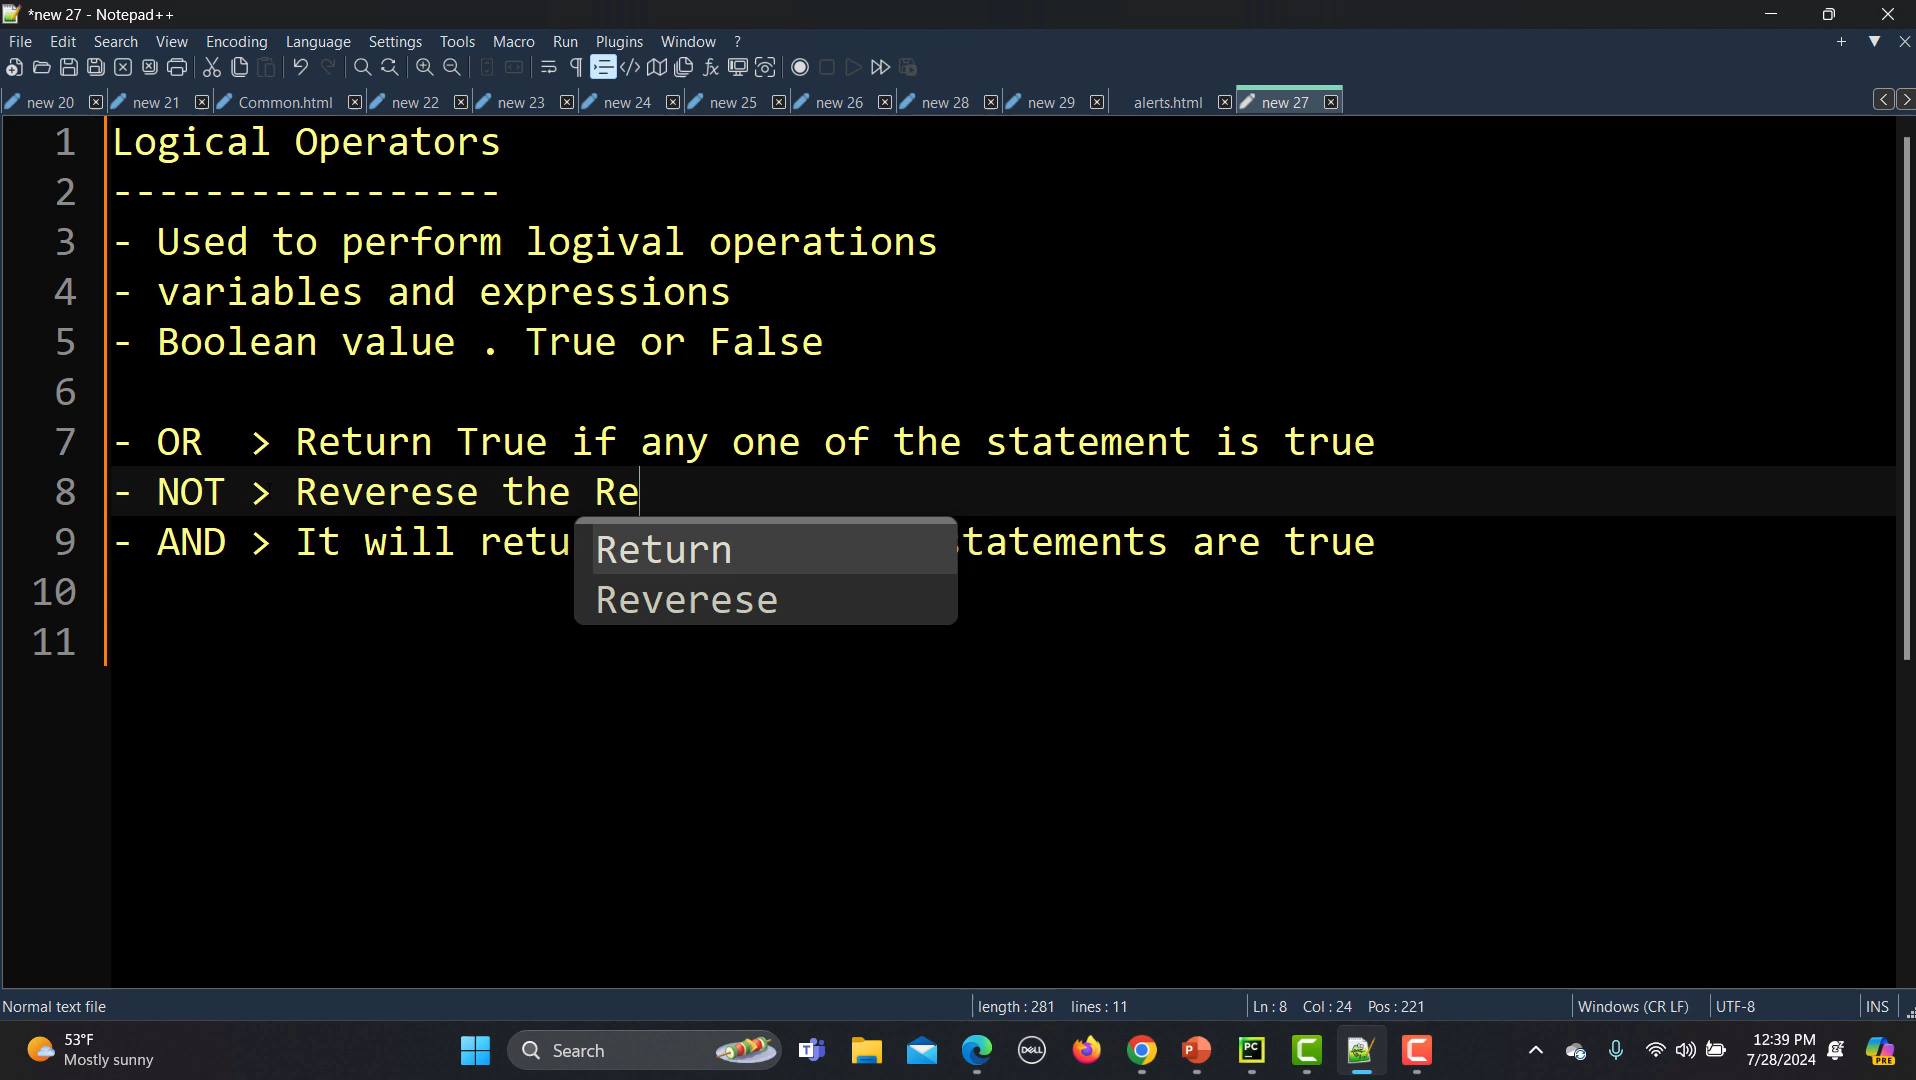 *new 27 - Notepad++
File Edit Search View Encoding Language Settings Tools Macro Run Plugins Window ?
new 20 new 21 Common.html new 22 new 23 new 24 new 25 new 26 new 28 new 29 alerts.html new 27
1 Logical Operators
2 -----------------
3 - Used to perform logival operations
4 - variables and expressions
5 - Boolean value . True or False
6
7 - OR > Return True if any one of the statement is true
8 - NOT > Reverese the Re
9 - AND > It will retu statements are true
Return
Reverese
10
11
Normal text file length : 281 lines : 11 Ln : 8 Col : 24 Pos : 221 Windows (CR LF) UTF-8 INS
53°F
Mostly sunny
Search
DELL
PC
12:39 PM
7/28/2024
PRE